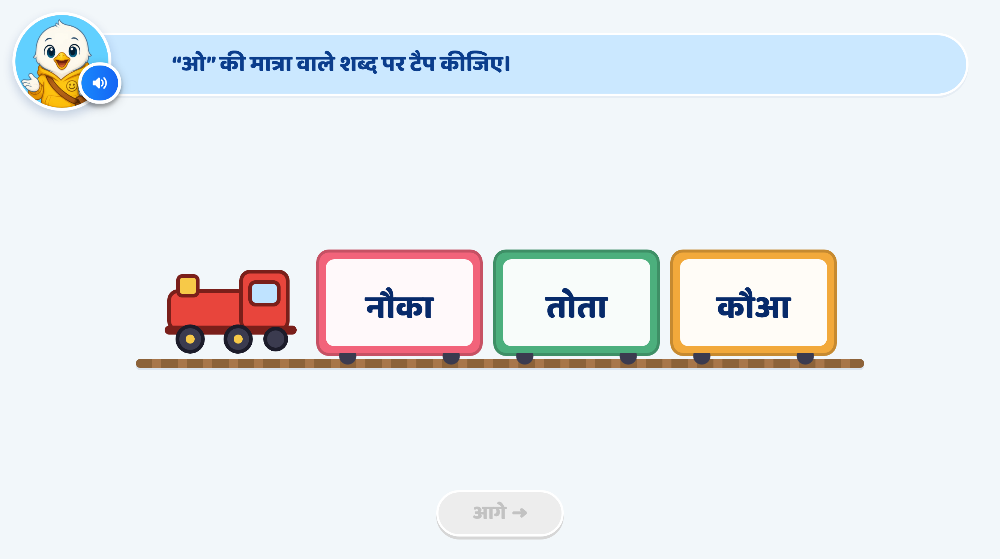 “ओ” की मात्रा वाले शब्द पर टैप कीजिए।
नौका
तोता
कौआ
आगे →